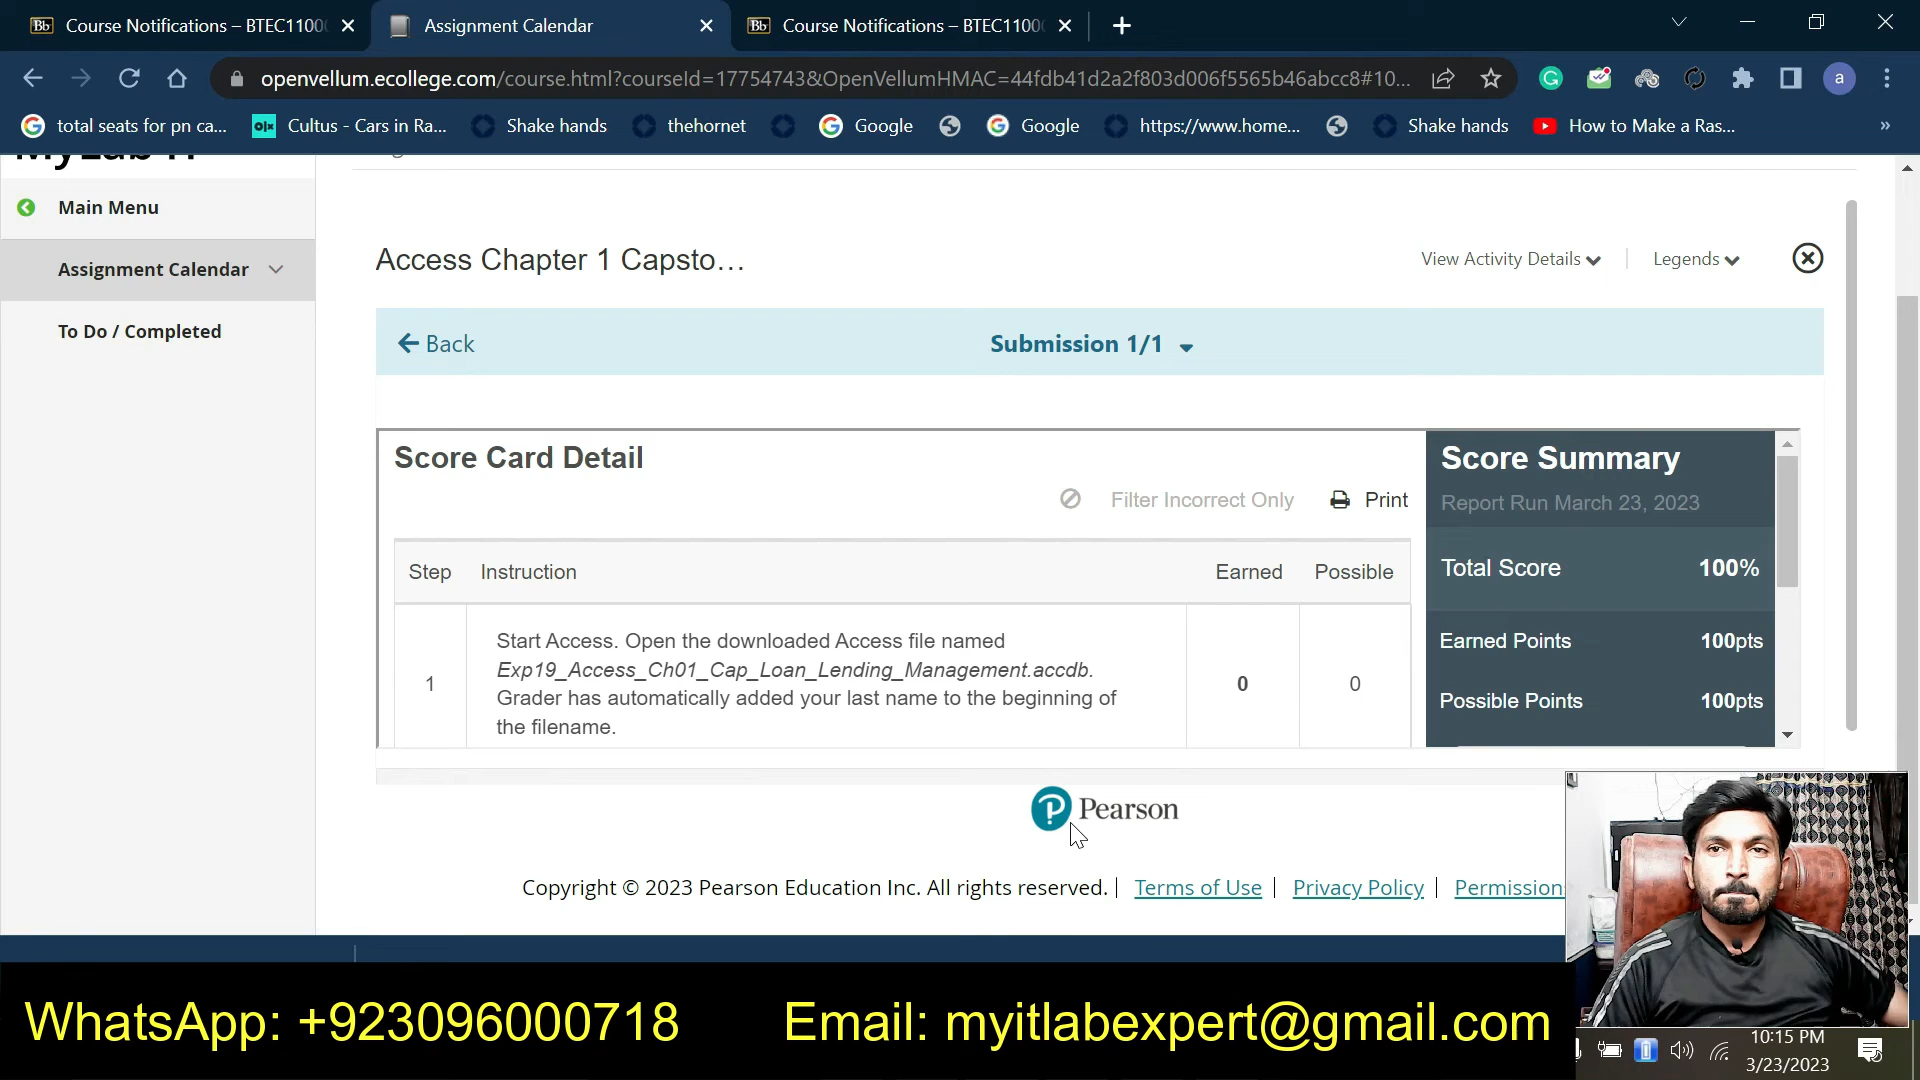 Course Notifications – BTEC1100
Assignment Calendar
Course Notifications – BTEC1100
openvellum.ecollege.com/course.html?courseId=17754743&OpenVellumHMAC=44fdb41d2a2f803d006f5565b46abcc8#10...
a
total seats for pn ca...
Cultus - Cars in Ra...
Shake hands
thehornet
Google
Google
https://www.home...
Shake hands
How to Make a Ras...
Main Menu
Assignment Calendar
To Do / Completed
Access Chapter 1 Capsto...
View Activity Details
Legends
Back
Submission 1/1
Score Card Detail
Filter Incorrect Only
Print
Step Instruction Earned Possible
1
Start Access. Open the downloaded Access file named
Exp19_Access_Ch01_Cap_Loan_Lending_Management.accdb.
Grader has automatically added your last name to the beginning of
the filename.
0
0
Score Summary
Report Run March 23, 2023
Total Score 100%
Earned Points 100pts
Possible Points 100pts
Pearson
Copyright © 2023 Pearson Education Inc. All rights reserved. | Terms of Use | Privacy Policy | Permissions
WhatsApp: +923096000718 Email: myitlabexpert@gmail.com
10:15 PM
3/23/2023